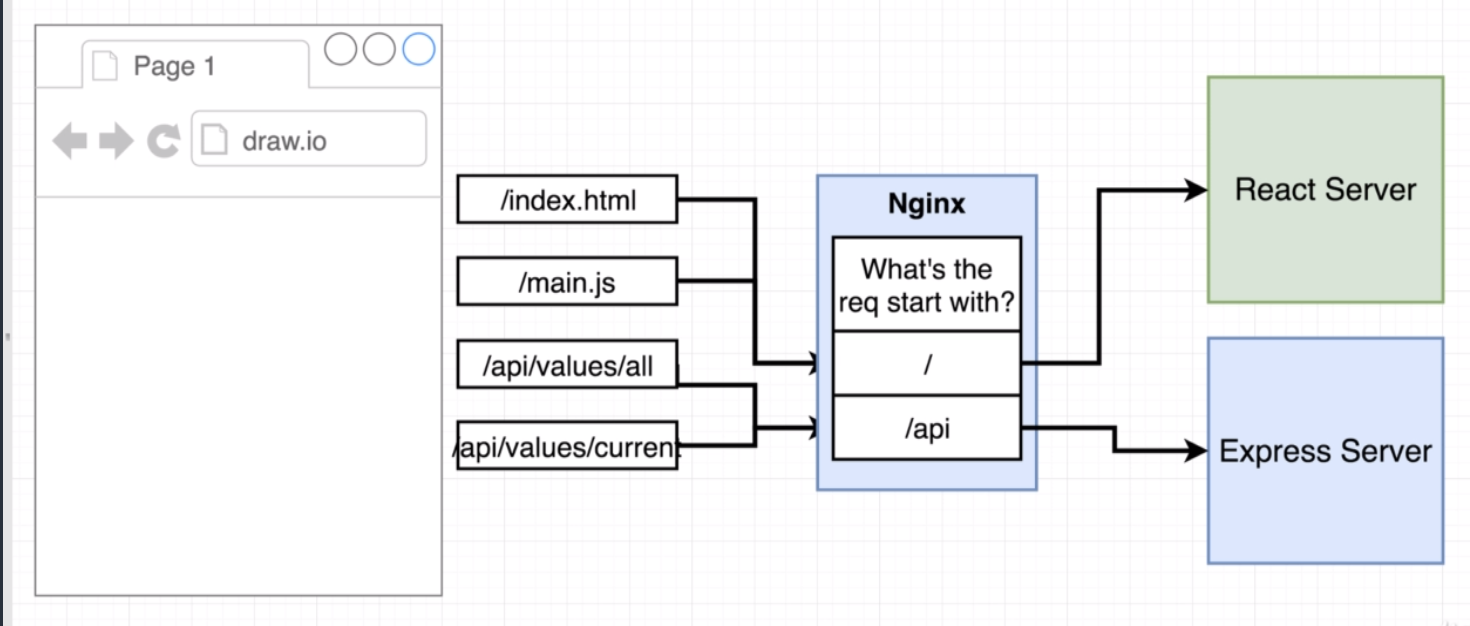 Page 1
draw.io
/index.html
/main.js
/api/values/all
/api/values/current
Nginx
What's the
req start with?
/
/api
React Server
Express Server